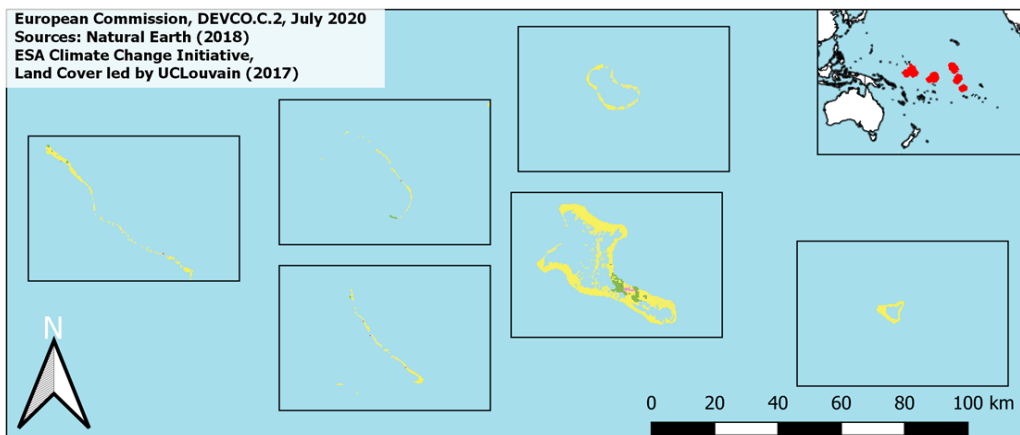 European Commission, DEVCO.C.2, July 2020
Sources: Natural Earth (2018)
ESA Climate Change Initiative,
Land Cover led by UCLouvain (2017)
N
0 20 40 60 80 100 km